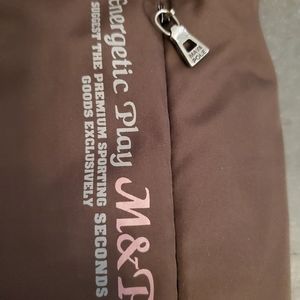 Energetic Play M&
SUGGEST THE PREMIUM SPORTING SECONDS
GOODS EXCLUSIVELY